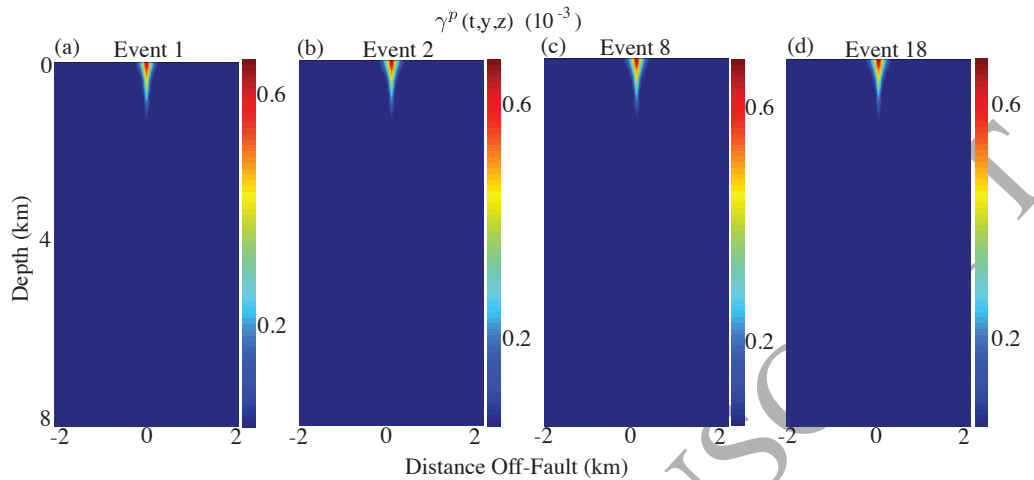 γᵖ (t,y,z) (10⁻³)
(a) Event 1
(b) Event 2
(c) Event 8
(d) Event 18
0
4
8
Depth (km)
0.6
0.2
0.6
0.2
0.6
0.2
0.6
0.2
-2 0 2
-2 0 2
-2 0 2
-2 0 2
Distance Off-Fault (km)